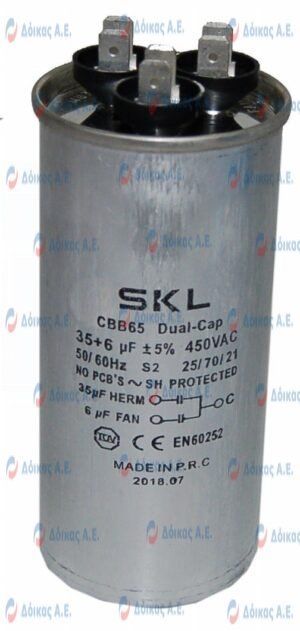 SKL
CBB65 Dual-Cap
35+6 µF ±5% 450VAC
50/60Hz S2 25/70/21
NO PCB'S ~ SH PROTECTED
35µF HERM C
6 µF FAN
TÜV CE EN60252
MADE IN P.R.C
2018.07
Δόικας Α.Ε.